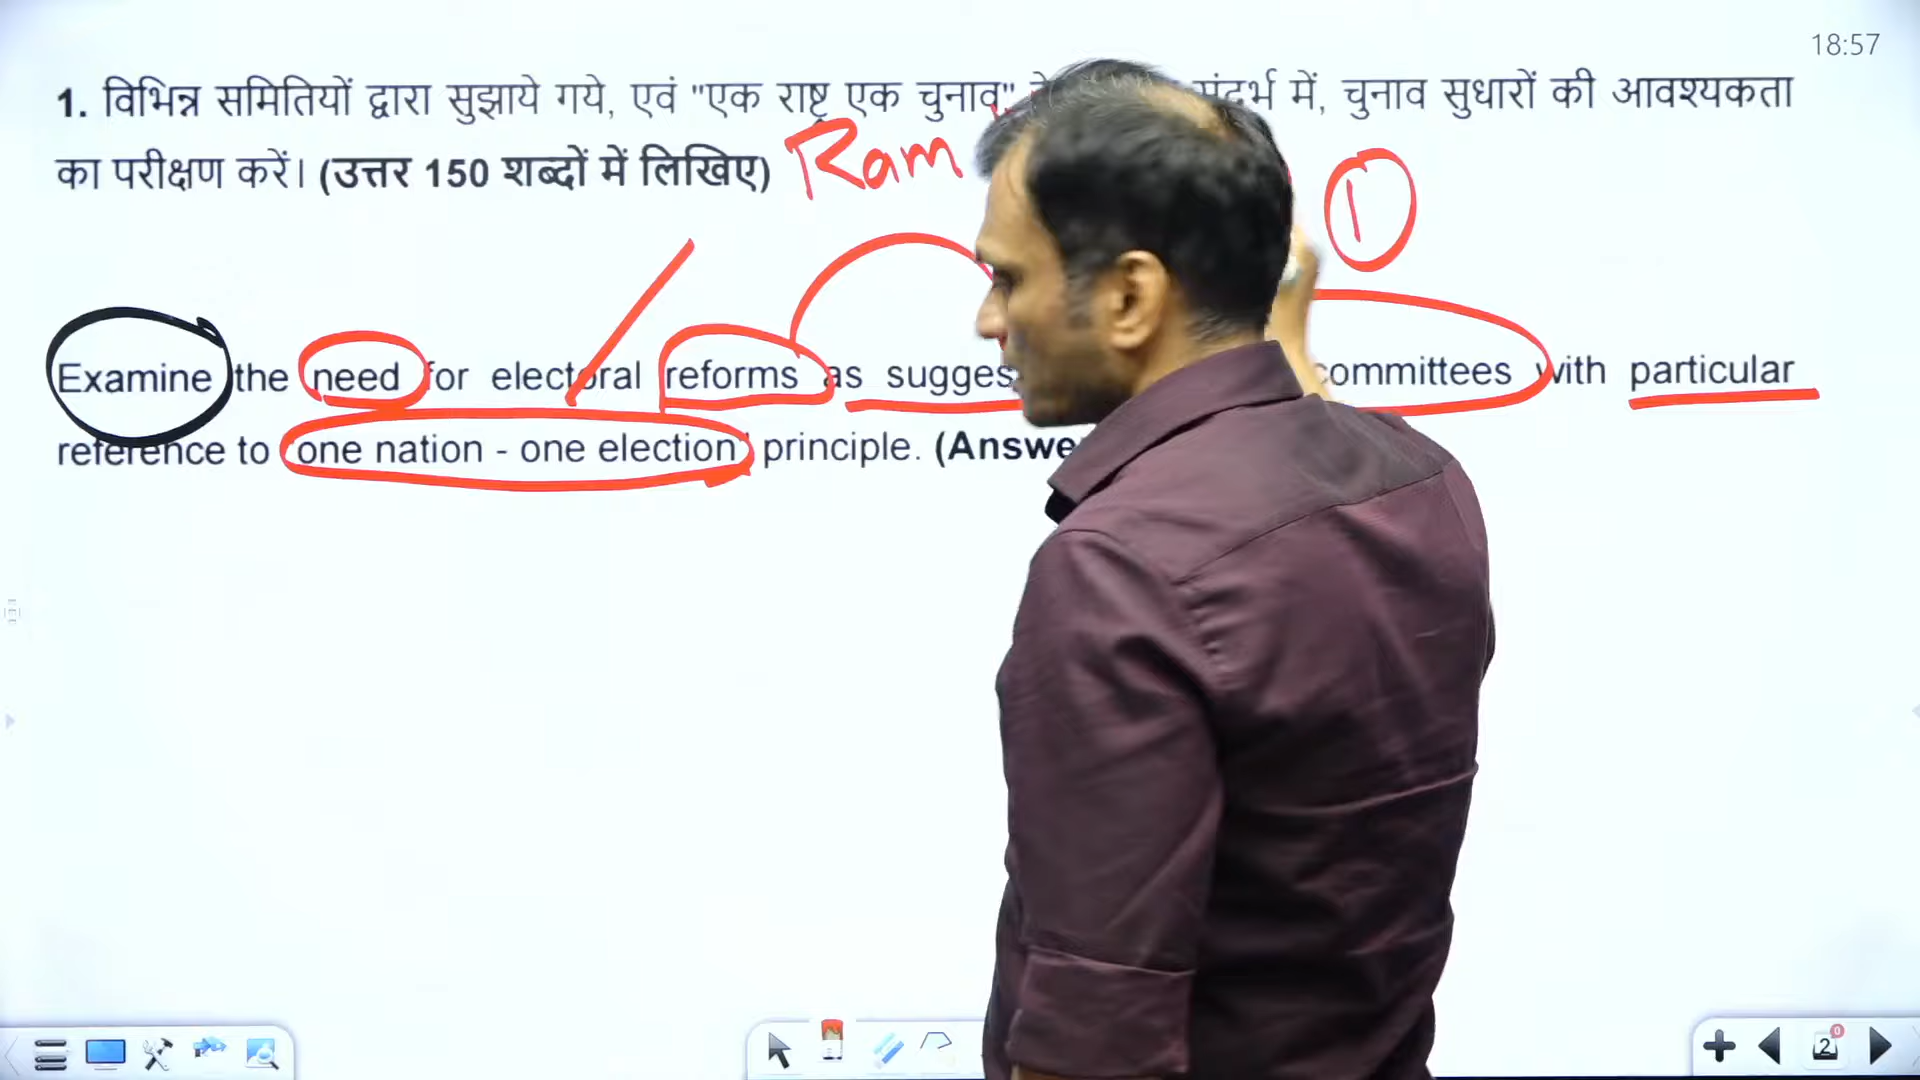 18:57
1. विभिन्न समितियों द्वारा सुझाये गये, एवं "एक राष्ट्र एक चुनाव" संदर्भ में, चुनाव सुधारों की आवश्यकता
का परीक्षण करें। (उत्तर 150 शब्दों में लिखिए) Ram
1
Examine the need for electoral reforms as committees with particular
reference to 'one nation - one election' principle. (Answe
2
0